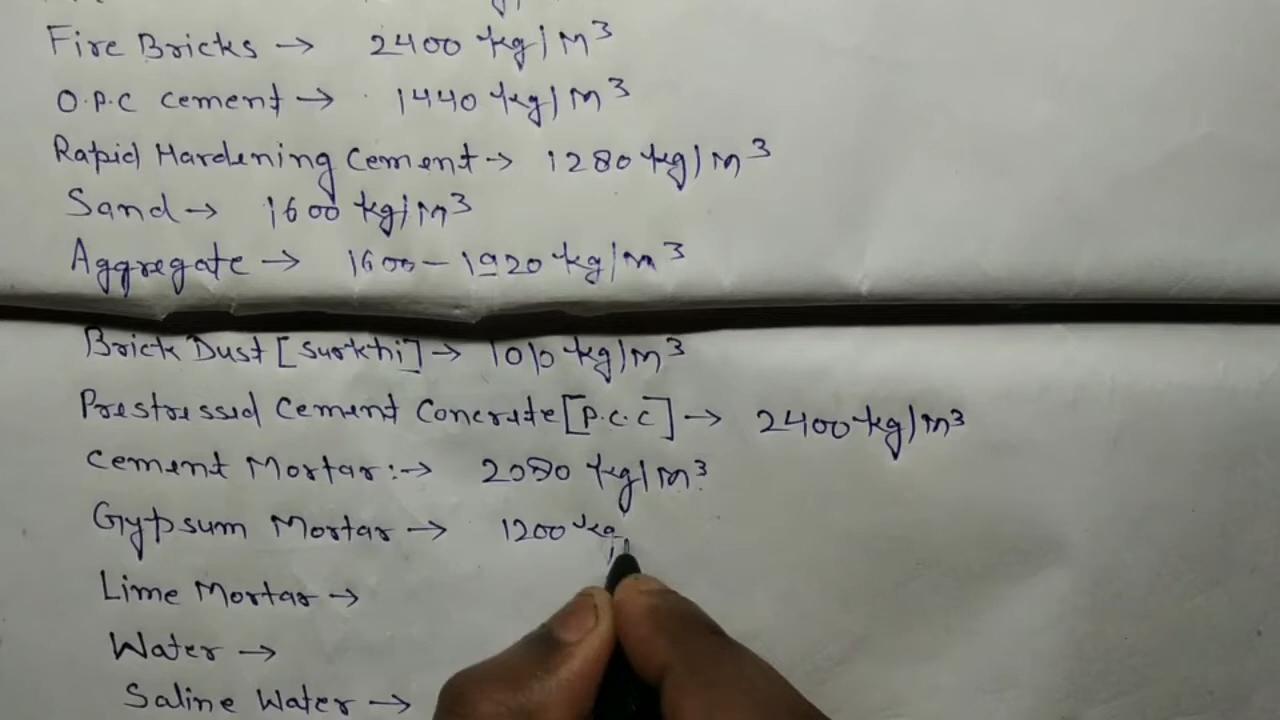 Fire Bricks → 2400 kg/m³
O.P.C cement → 1440 kg/m³
Rapid Hardening Cement → 1280 kg/m³
Sand → 1600 kg/m³
Aggregate → 1600 – 1920 kg/m³
Brick Dust [Surkhi] → 1010 kg/m³
Prestressed Cement Concrete [P.C.C] → 2400 kg/m³
Cement Mortar :→ 2080 kg/m³
Gypsum Mortar → 1200 kg
Lime Mortar →
Water →
Saline Water →